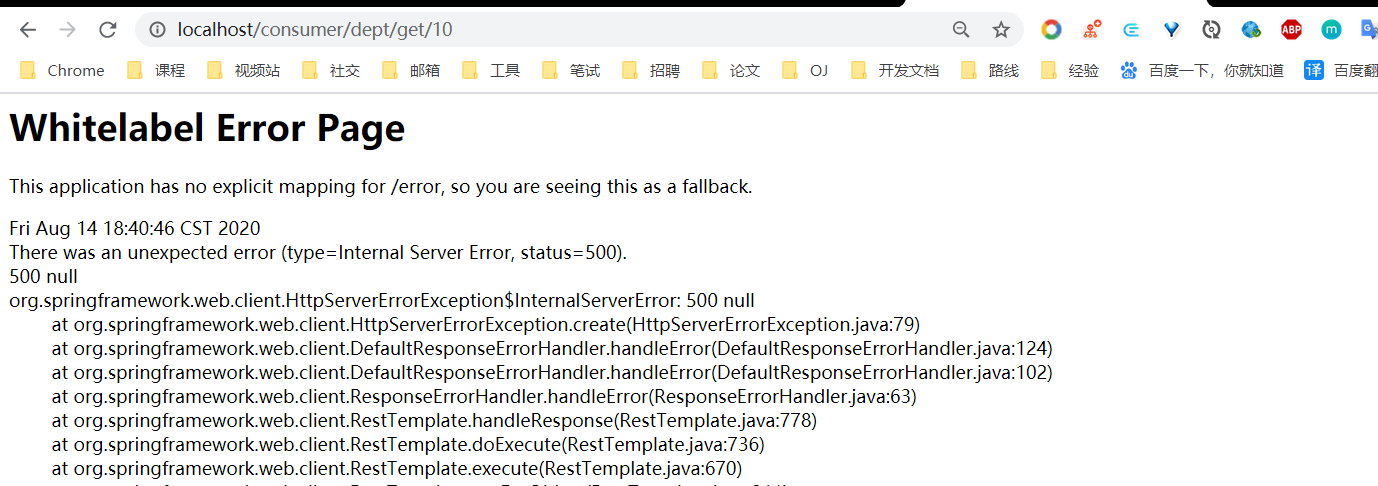 localhost/consumer/dept/get/10
ABP
m
Chrome 课程 视频站 社交 邮箱 工具 笔试 招聘 论文 OJ 开发文档 路线 经验 du 百度一下，你就知道 译 百度翻
Whitelabel Error Page
This application has no explicit mapping for /error, so you are seeing this as a fallback.
Fri Aug 14 18:40:46 CST 2020
There was an unexpected error (type=Internal Server Error, status=500).
500 null
org.springframework.web.client.HttpServerErrorException$InternalServerError: 500 null
at org.springframework.web.client.HttpServerErrorException.create(HttpServerErrorException.java:79)
at org.springframework.web.client.DefaultResponseErrorHandler.handleError(DefaultResponseErrorHandler.java:124)
at org.springframework.web.client.DefaultResponseErrorHandler.handleError(DefaultResponseErrorHandler.java:102)
at org.springframework.web.client.ResponseErrorHandler.handleError(ResponseErrorHandler.java:63)
at org.springframework.web.client.RestTemplate.handleResponse(RestTemplate.java:778)
at org.springframework.web.client.RestTemplate.doExecute(RestTemplate.java:736)
at org.springframework.web.client.RestTemplate.execute(RestTemplate.java:670)